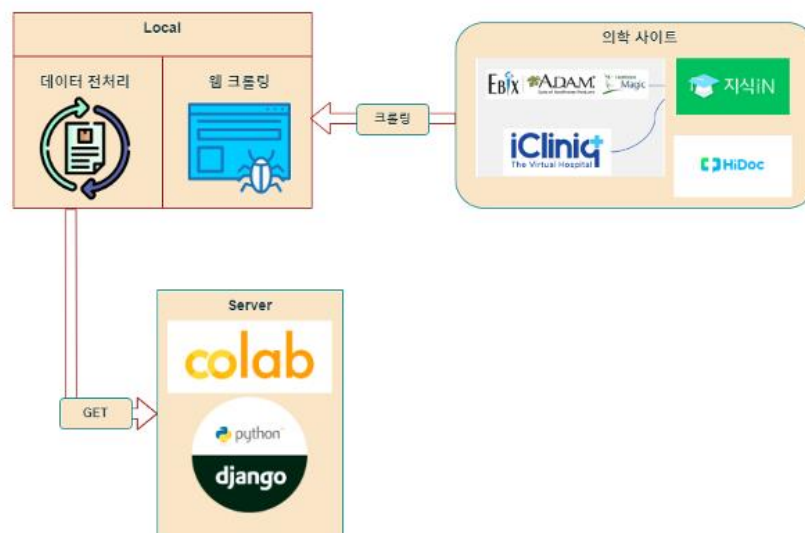 Local
데이터 전처리
웹 크롤링
크롤링
의학 사이트
EBIX ADAM
Magic
지식iN
iCliniq
The Virtual Hospital
HiDoc
GET
Server
colab
python
django